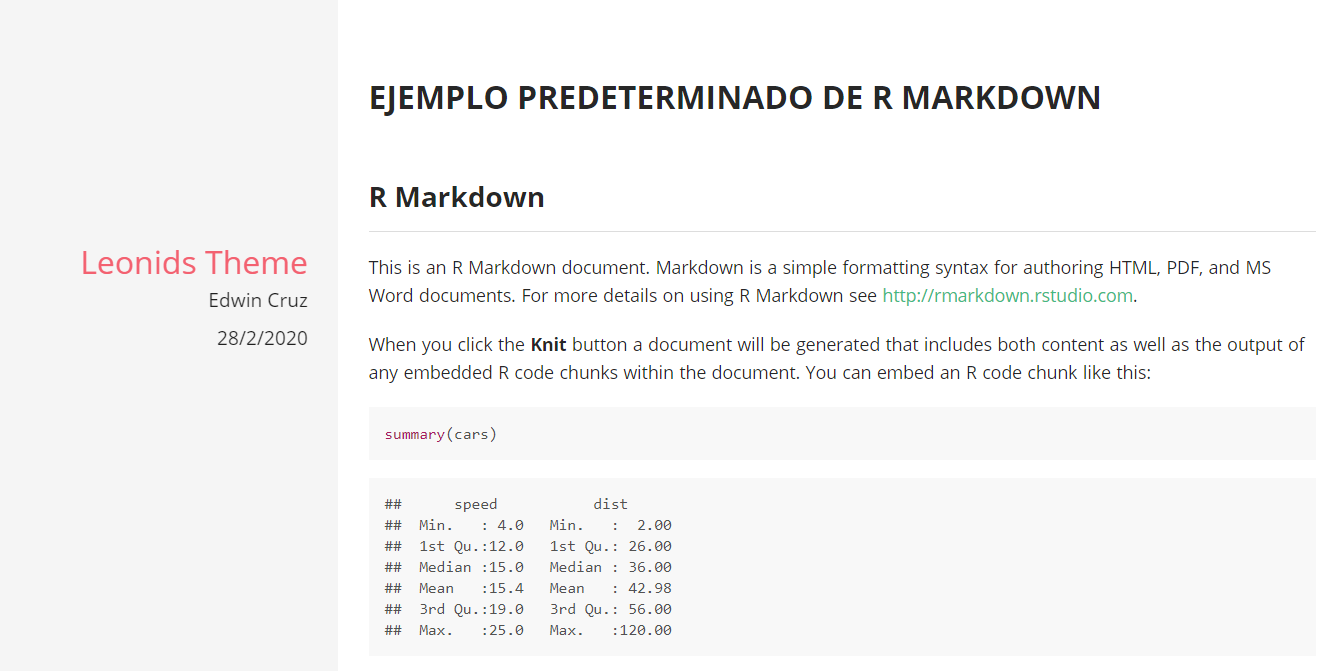 Leonids Theme
Edwin Cruz
28/2/2020
EJEMPLO PREDETERMINADO DE R MARKDOWN
R Markdown
This is an R Markdown document. Markdown is a simple formatting syntax for authoring HTML, PDF, and MS
Word documents. For more details on using R Markdown see http://rmarkdown.rstudio.com.
When you click the Knit button a document will be generated that includes both content as well as the output of
any embedded R code chunks within the document. You can embed an R code chunk like this:
summary(cars)
##      speed           dist
##  Min.   : 4.0   Min.   :  2.00
##  1st Qu.:12.0   1st Qu.: 26.00
##  Median :15.0   Median : 36.00
##  Mean   :15.4   Mean   : 42.98
##  3rd Qu.:19.0   3rd Qu.: 56.00
##  Max.   :25.0   Max.   :120.00